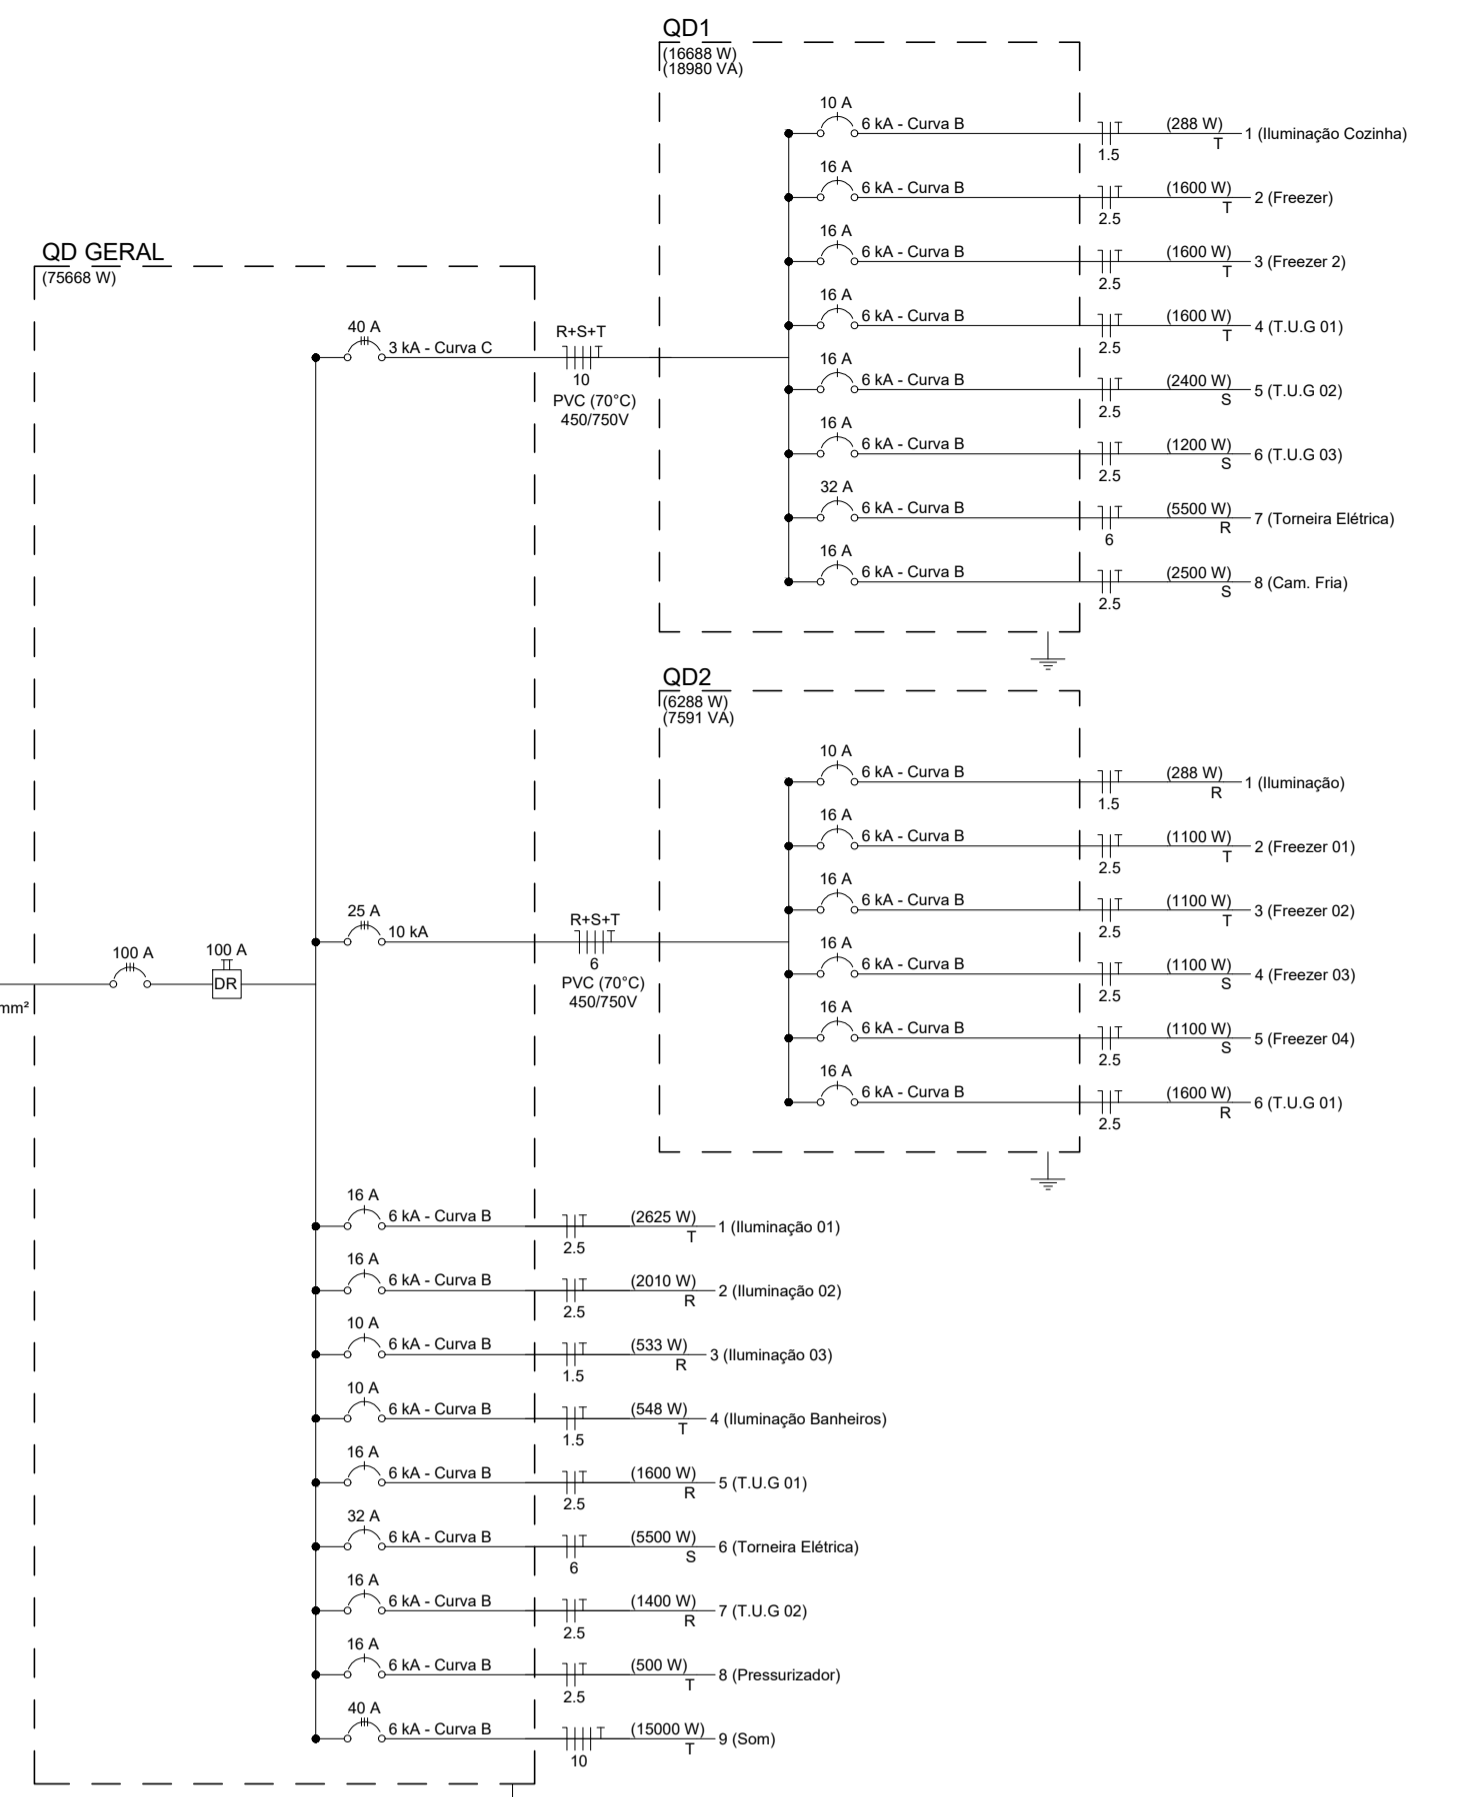 QD1
(16688 W)
(18980 VA)
10 A
6 kA - Curva B
1.5
(288 W)
T
1 (Iluminação Cozinha)
16 A
6 kA - Curva B
2.5
(1600 W)
T
2 (Freezer)
16 A
6 kA - Curva B
2.5
(1600 W)
T
3 (Freezer 2)
16 A
6 kA - Curva B
2.5
(1600 W)
T
4 (T.U.G 01)
16 A
6 kA - Curva B
2.5
(2400 W)
S
5 (T.U.G 02)
16 A
6 kA - Curva B
2.5
(1200 W)
S
6 (T.U.G 03)
32 A
6 kA - Curva B
6
(5500 W)
R
7 (Torneira Elétrica)
16 A
6 kA - Curva B
2.5
(2500 W)
S
8 (Cam. Fria)
QD GERAL
(75668 W)
40 A
3 kA - Curva C
R+S+T
10
PVC (70°C)
450/750V
QD2
(6288 W)
(7591 VA)
10 A
6 kA - Curva B
1.5
(288 W)
R
1 (Iluminação)
16 A
6 kA - Curva B
2.5
(1100 W)
T
2 (Freezer 01)
16 A
6 kA - Curva B
2.5
(1100 W)
T
3 (Freezer 02)
16 A
6 kA - Curva B
2.5
(1100 W)
S
4 (Freezer 03)
16 A
6 kA - Curva B
2.5
(1100 W)
S
5 (Freezer 04)
16 A
6 kA - Curva B
2.5
(1600 W)
R
6 (T.U.G 01)
25 A
10 kA
R+S+T
6
PVC (70°C)
450/750V
100 A
100 A
DR
mm²
16 A
6 kA - Curva B
2.5
(2625 W)
T
1 (Iluminação 01)
16 A
6 kA - Curva B
2.5
(2010 W)
R
2 (Iluminação 02)
10 A
6 kA - Curva B
1.5
(533 W)
R
3 (Iluminação 03)
10 A
6 kA - Curva B
1.5
(548 W)
T
4 (Iluminação Banheiros)
16 A
6 kA - Curva B
2.5
(1600 W)
R
5 (T.U.G 01)
32 A
6 kA - Curva B
6
(5500 W)
S
6 (Torneira Elétrica)
16 A
6 kA - Curva B
2.5
(1400 W)
R
7 (T.U.G 02)
16 A
6 kA - Curva B
2.5
(500 W)
T
8 (Pressurizador)
40 A
6 kA - Curva B
10
(15000 W)
T
9 (Som)